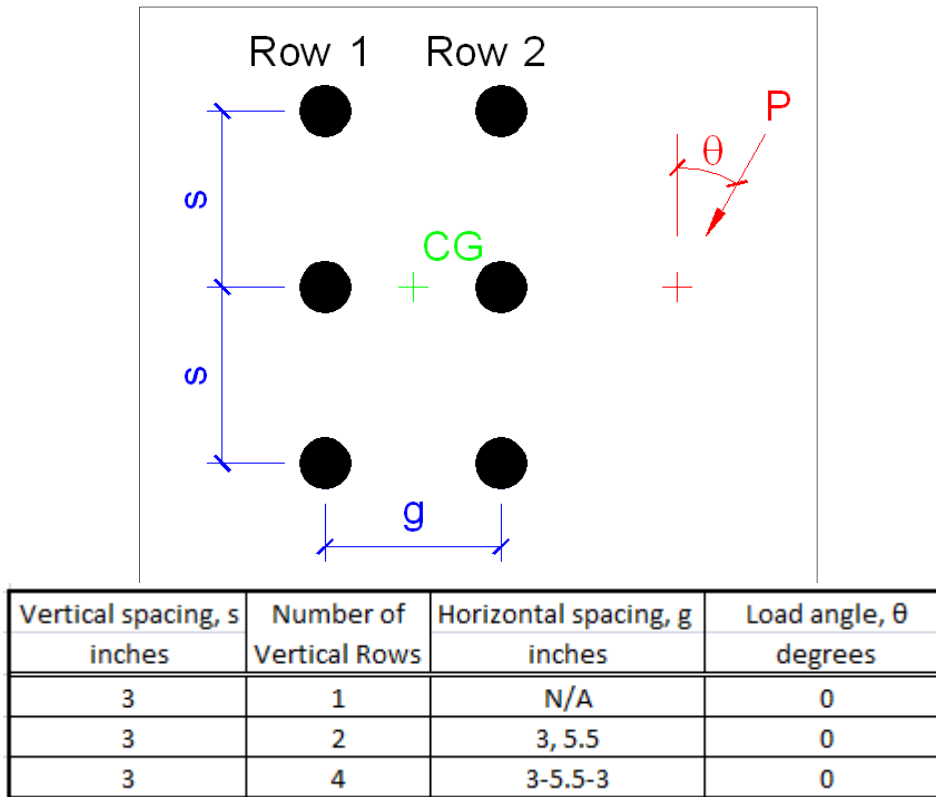 Row 1 Row 2
P
θ
s
CG
s
g
Vertical spacing, s Number of Horizontal spacing, g Load angle, θ
inches Vertical Rows inches degrees
3 1 N/A 0
3 2 3, 5.5 0
3 4 3-5.5-3 0